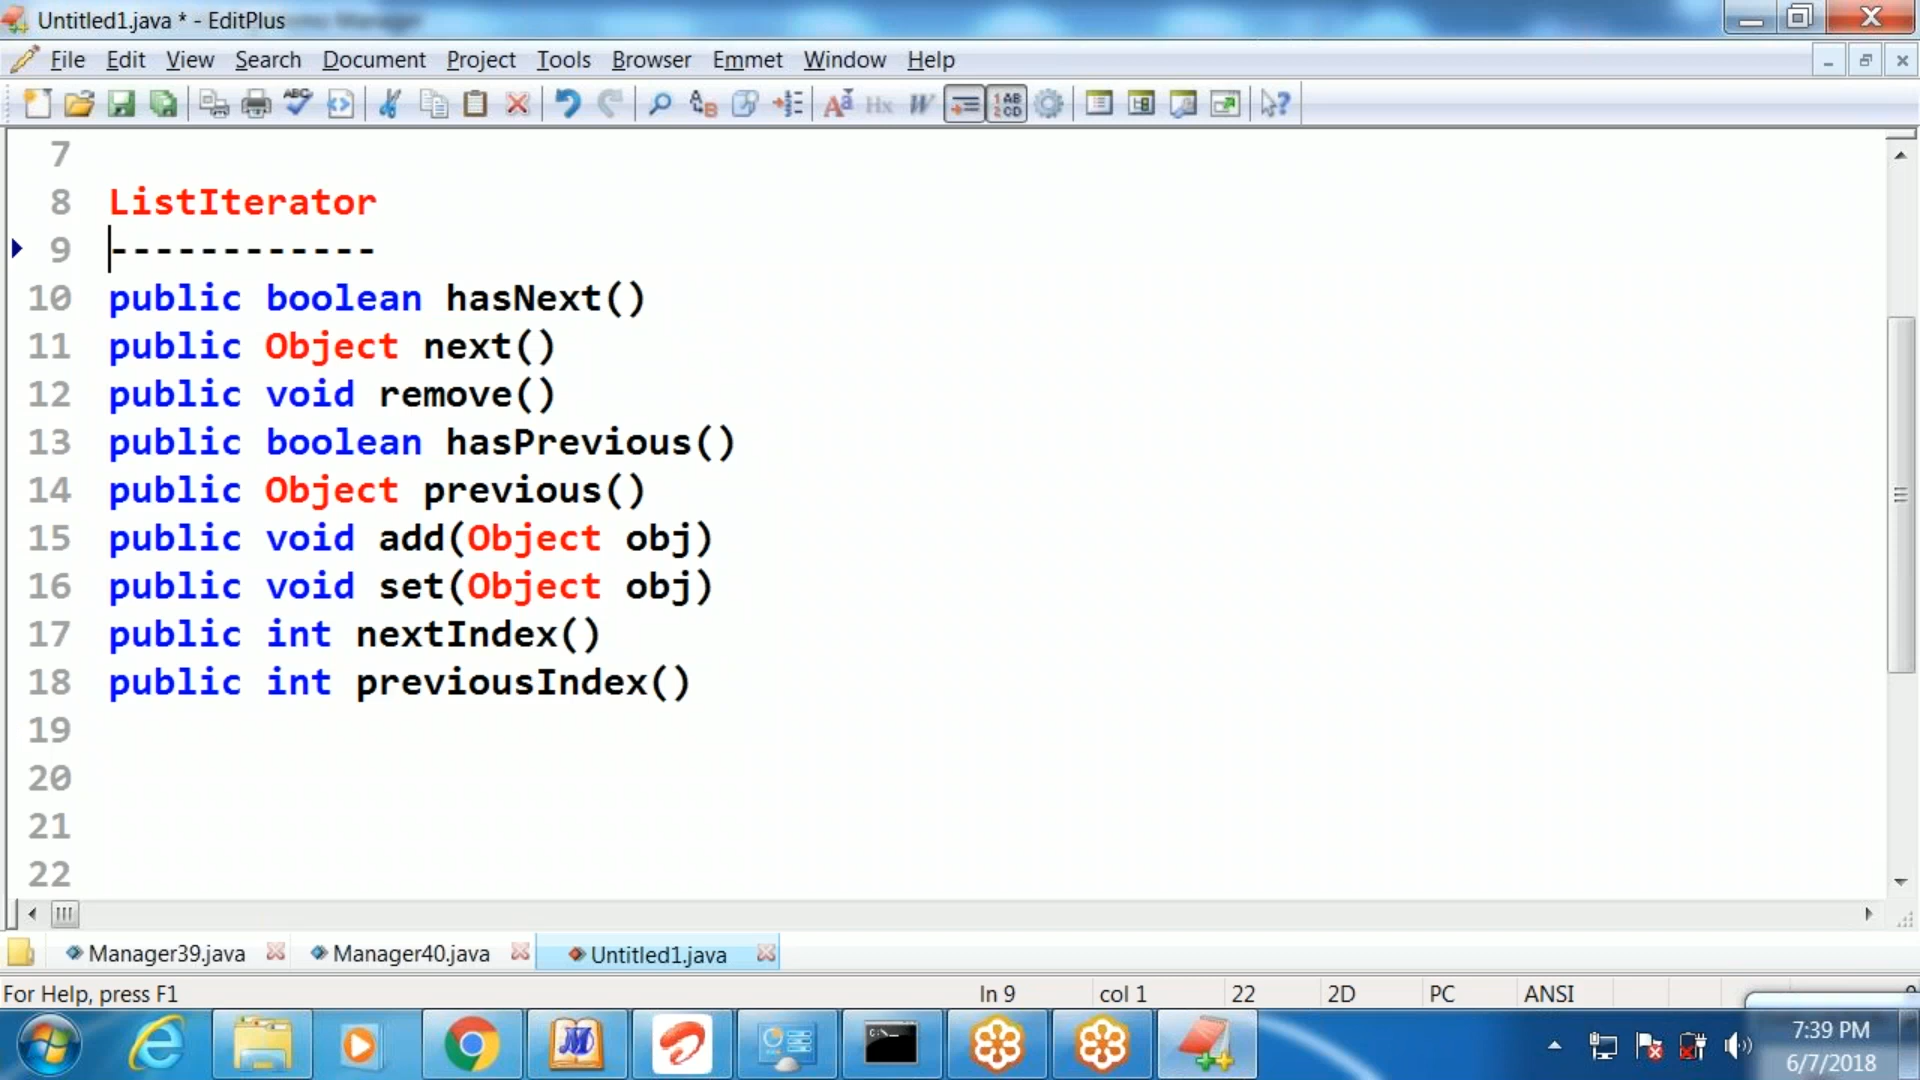 Untitled1.java * - EditPlus
File Edit View Search Document Project Tools Browser Emmet Window Help
7
8 ListIterator
9 ------------
10 public boolean hasNext()
11 public Object next()
12 public void remove()
13 public boolean hasPrevious()
14 public Object previous()
15 public void add(Object obj)
16 public void set(Object obj)
17 public int nextIndex()
18 public int previousIndex()
19
20
21
22
Manager39.java Manager40.java Untitled1.java
For Help, press F1 ln 9 col 1 22 2D PC ANSI
7:39 PM
6/7/2018